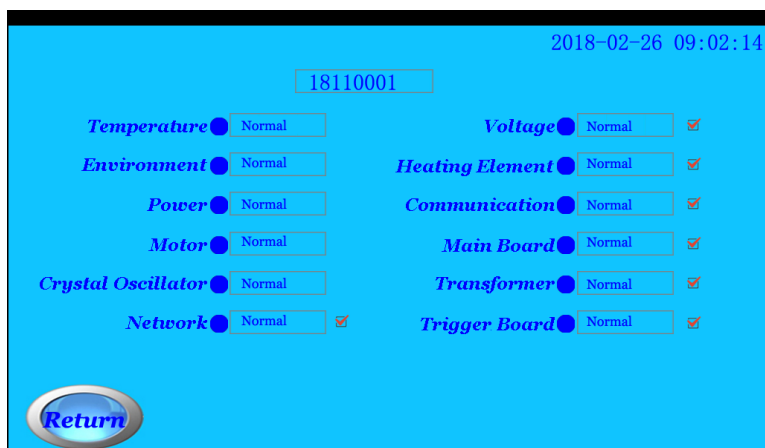 2018-02-26 09:02:14
18110001
Temperature Normal Voltage Normal
Environment Normal Heating Element Normal
Power Normal Communication Normal
Motor Normal Main Board Normal
Crystal Oscillator Normal Transformer Normal
Network Normal Trigger Board Normal
Return